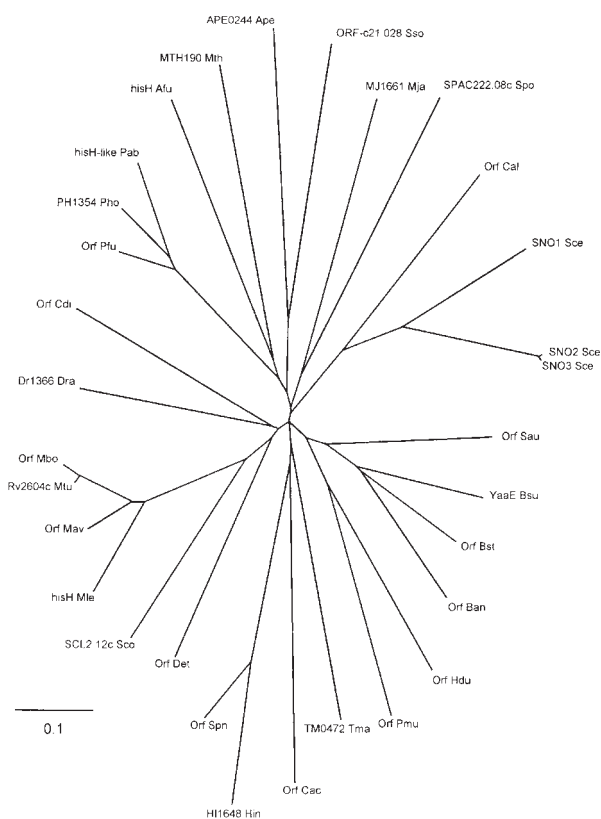 APE0244 Ape
ORF-c21 028 Sso
MTH190 Mth
hisH Afu
MJ1661 Mja
SPAC222.08c Spo
hisH-like Pab
Orf Cal
PH1354 Pho
Orf Pfu
SNO1 Sce
Orf Cdi
SNO2 Sce
SNO3 Sce
Dr1366 Dra
Orf Sau
Orf Mbo
Rv2604c Mtu
YaaE Bsu
Orf Mav
Orf Bst
hisH Mle
Orf Ban
SCL2 12c Sco
Orf Det
Orf Hdu
Orf Spn
TM0472 Tma
Orf Pmu
0.1
Orf Cac
HI1648 Hin